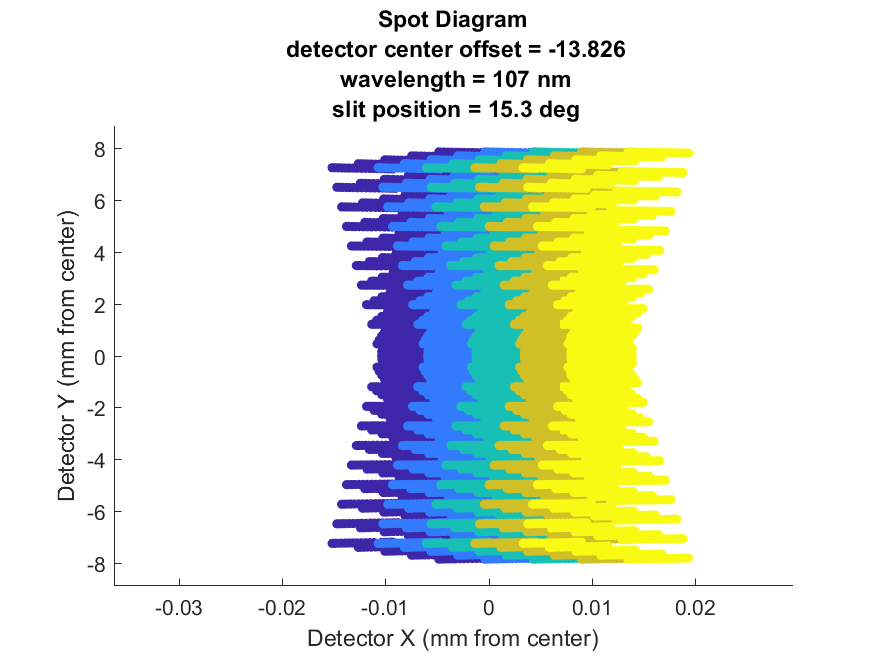 Spot Diagram
detector center offset = -13.826
wavelength = 107 nm
slit position = 15.3 deg
8
6
4
2
0
-2
-4
-6
-8
Detector Y (mm from center)
-0.03
-0.02
-0.01
0
0.01
0.02
Detector X (mm from center)